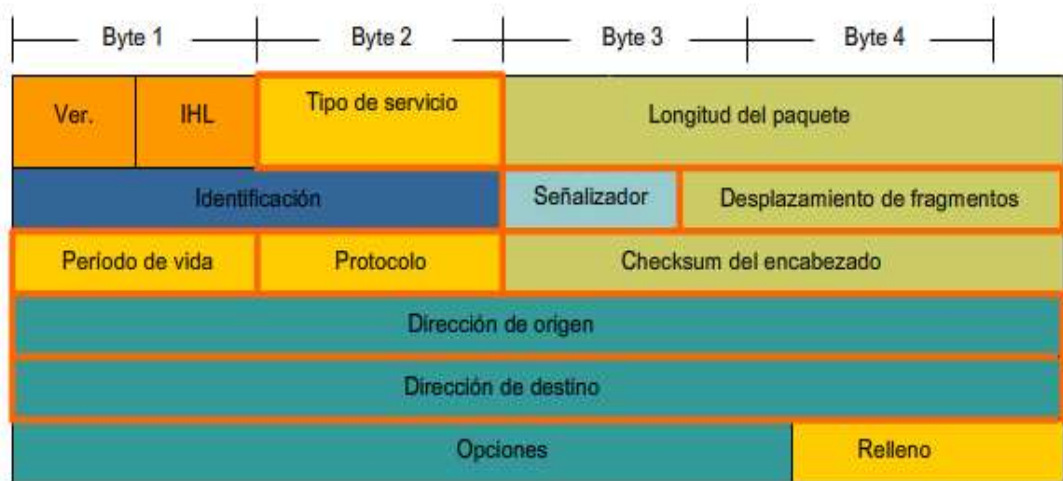 Byte 1 Byte 2 Byte 3 Byte 4
Ver. IHL Tipo de servicio Longitud del paquete
Identificación Señalizador Desplazamiento de fragmentos
Período de vida Protocolo Checksum del encabezado
Dirección de origen
Dirección de destino
Opciones Relleno